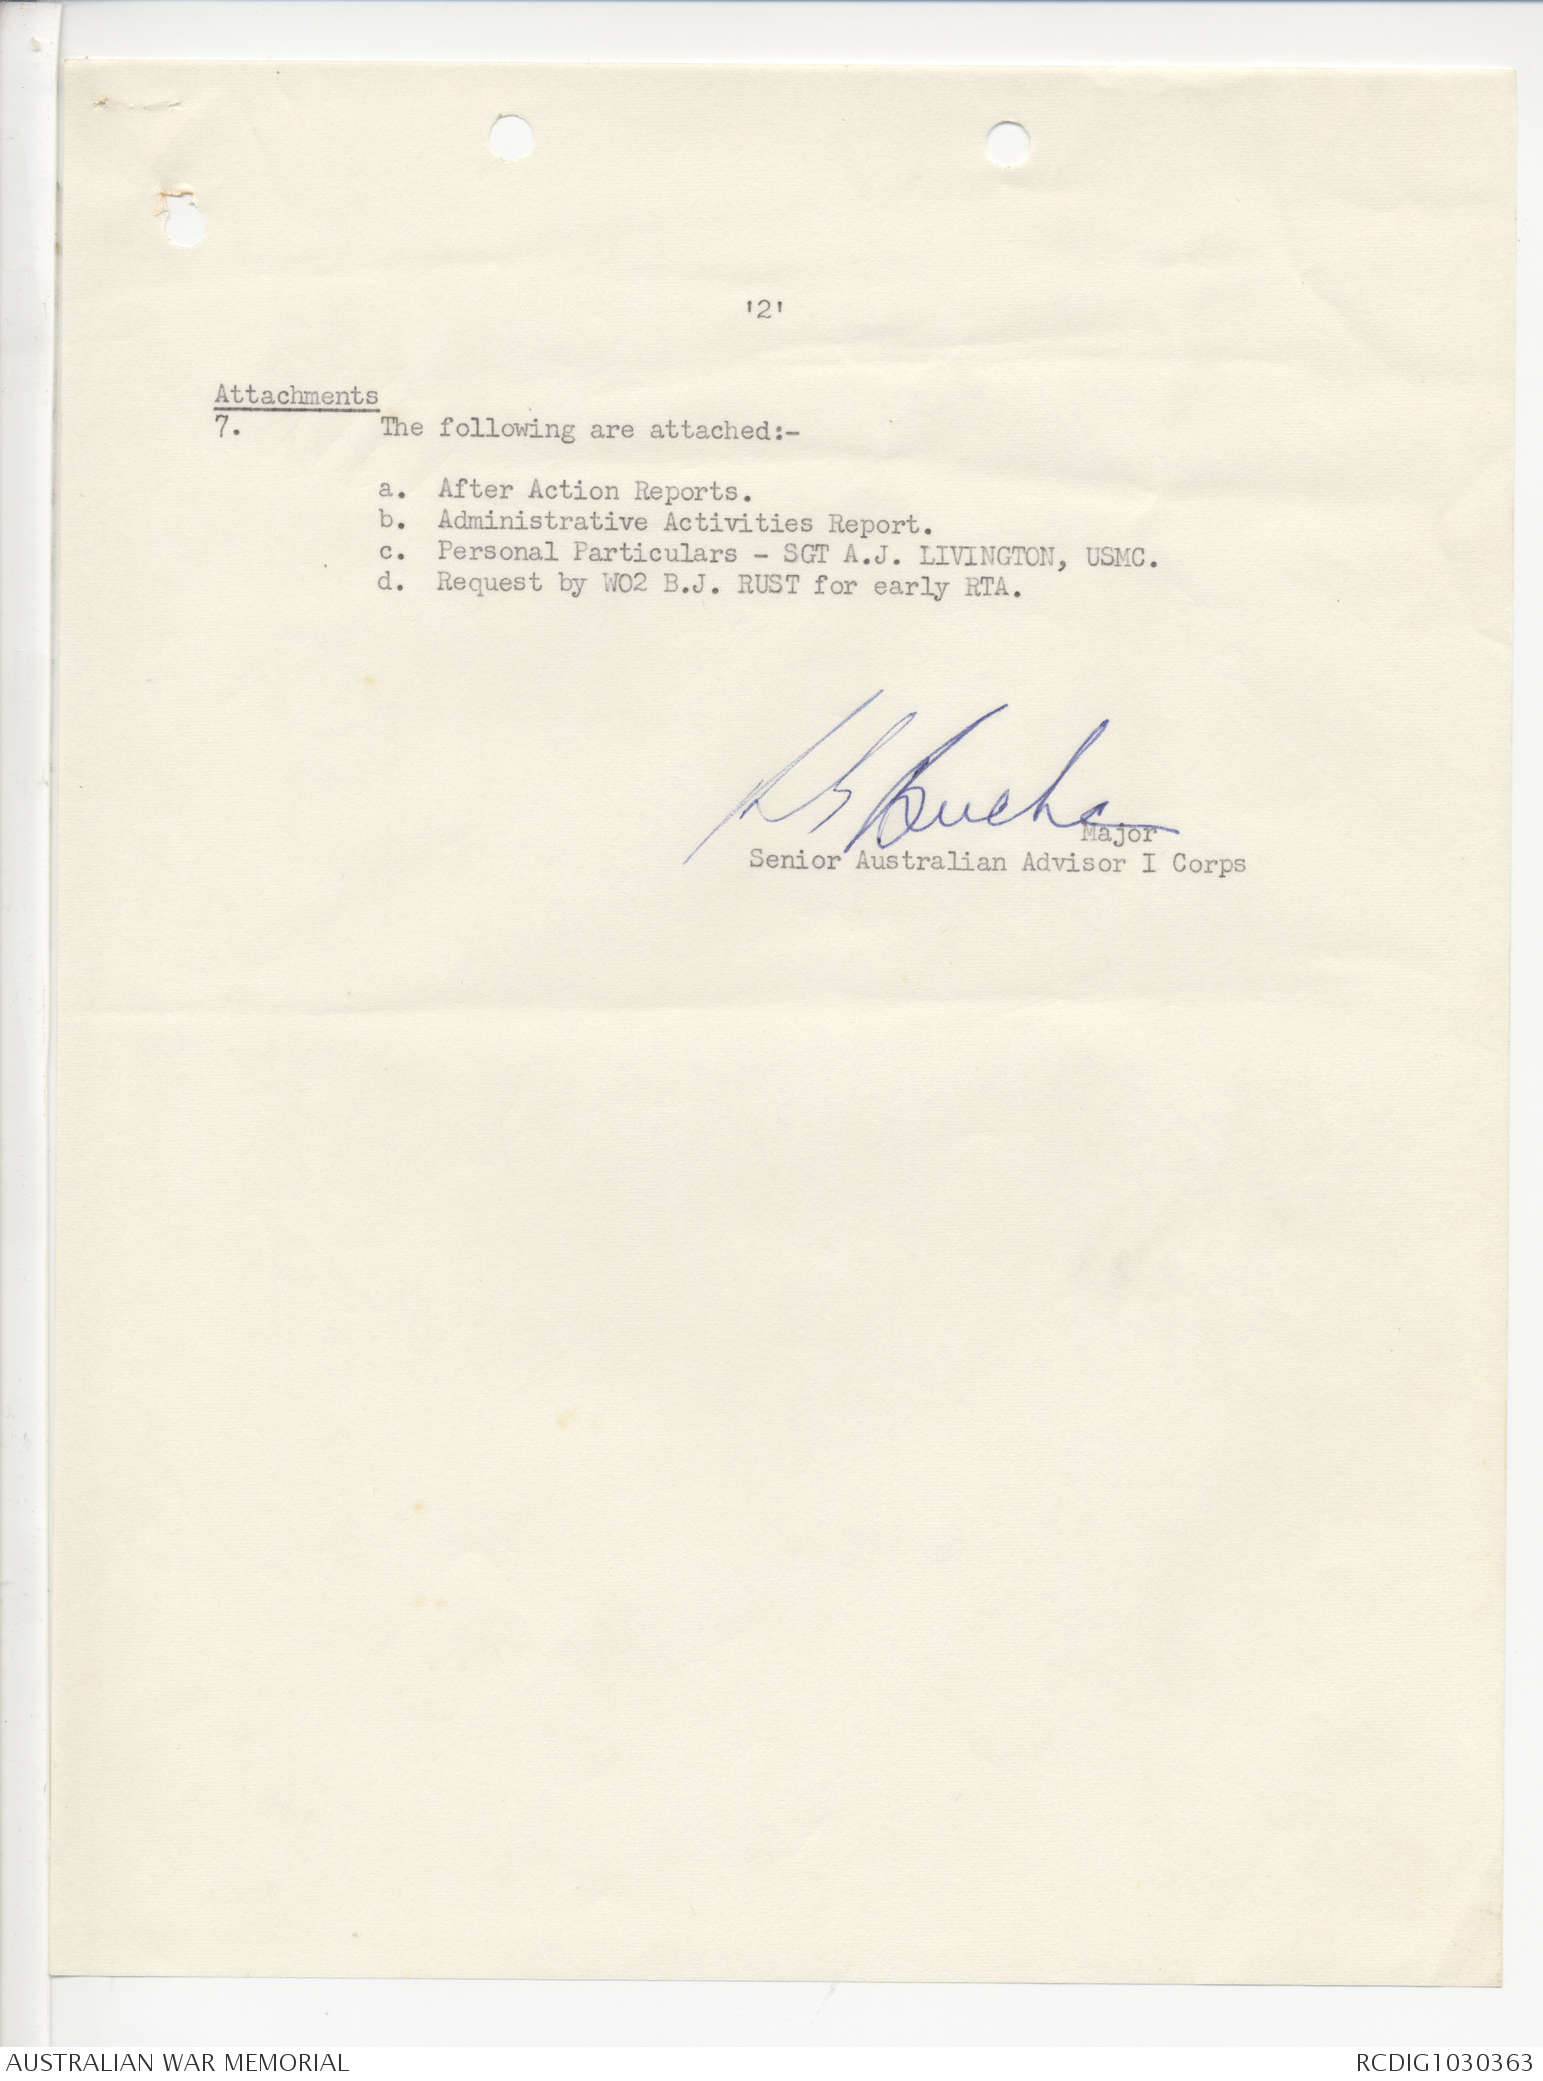 '2'
Attachments
7. The following are attached:-
a. After Action Reports.
b. Administrative Activities Report.
c. Personal Particulars - SGT A.J. LIVINGTON, USMC.
d. Request by WO2 B.J. RUST for early RTA.
Major
Senior Australian Advisor I Corps
AUSTRALIAN WAR MEMORIAL
RCDIG1030363